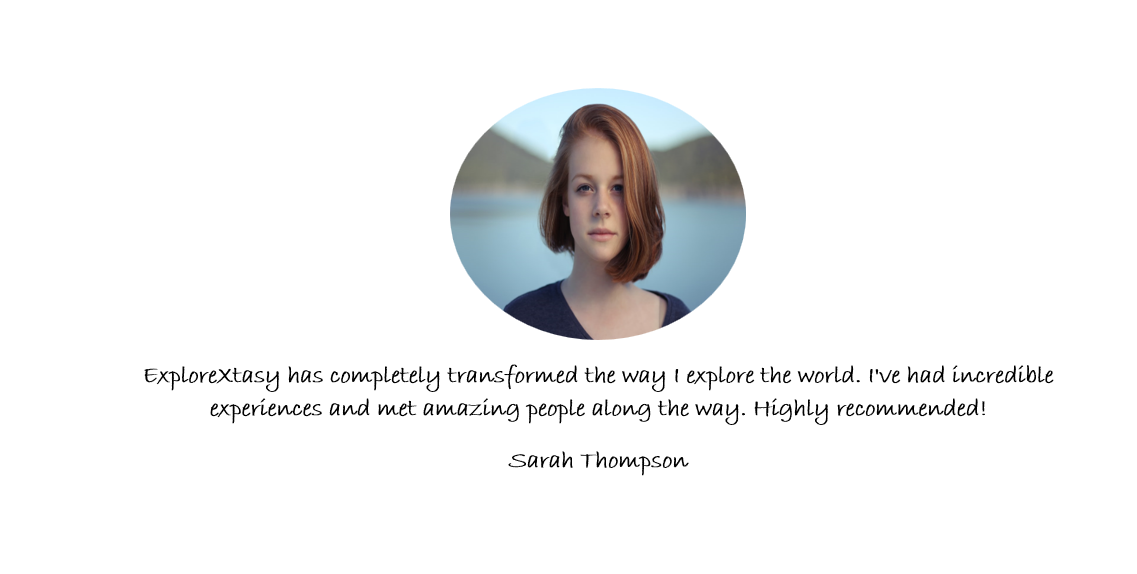 ExploreXtasy has completely transformed the way I explore the world. I've had incredible
experiences and met amazing people along the way. Highly recommended!
Sarah Thompson